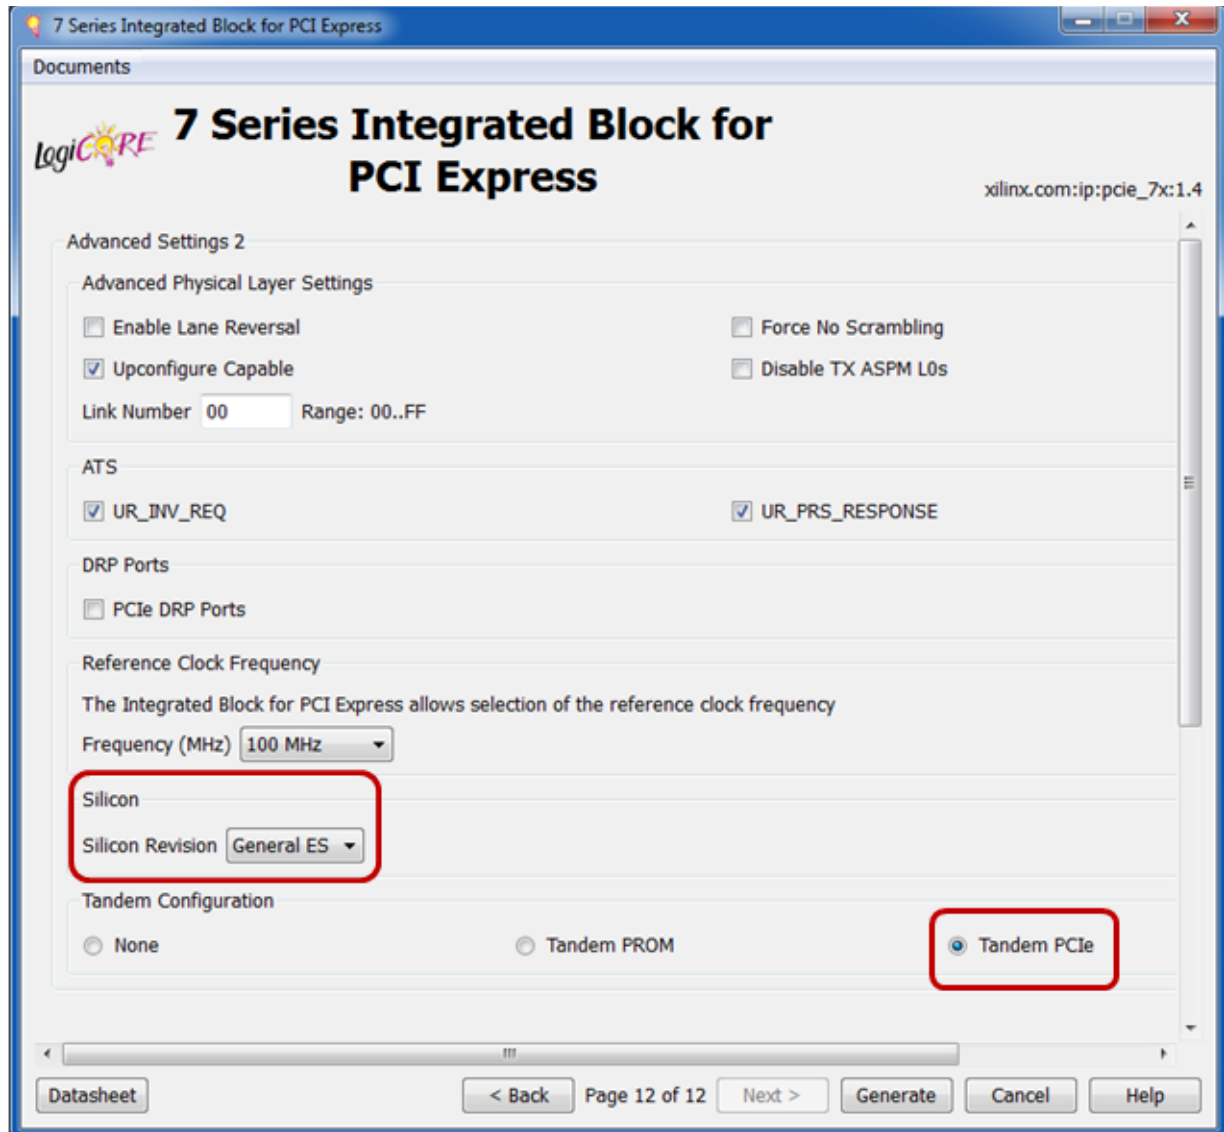 7 Series Integrated Block for PCI Express
Documents
LogiCORE
7 Series Integrated Block for
PCI Express
xilinx.com:ip:pcie_7x:1.4
Advanced Settings 2
Advanced Physical Layer Settings
Enable Lane Reversal
Force No Scrambling
Upconfigure Capable
Disable TX ASPM L0s
Link Number 00 Range: 00..FF
ATS
UR_INV_REQ
UR_PRS_RESPONSE
DRP Ports
PCIe DRP Ports
Reference Clock Frequency
The Integrated Block for PCI Express allows selection of the reference clock frequency
Frequency (MHz) 100 MHz
Silicon
Silicon Revision General ES
Tandem Configuration
None
Tandem PROM
Tandem PCIe
Datasheet
< Back
Page 12 of 12
Next >
Generate
Cancel
Help